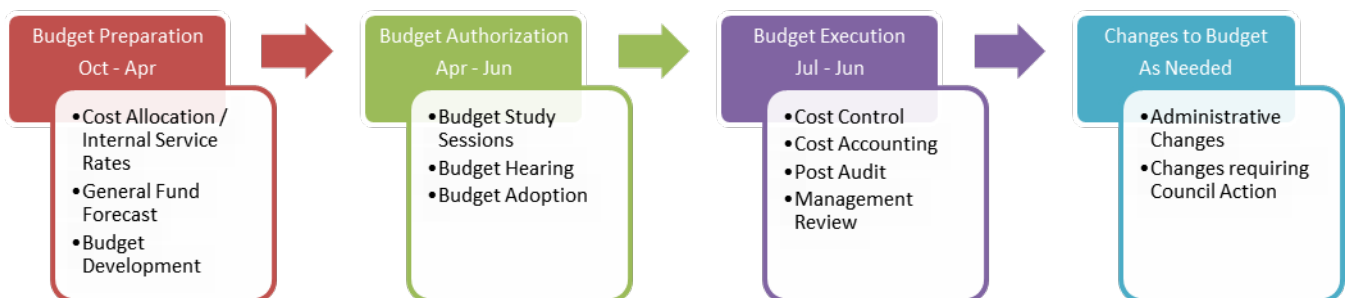 Budget Preparation
Oct - Apr
•Cost Allocation /
Internal Service
Rates
•General Fund
Forecast
•Budget
Development
Budget Authorization
Apr - Jun
•Budget Study
Sessions
•Budget Hearing
•Budget Adoption
Budget Execution
Jul - Jun
•Cost Control
•Cost Accounting
•Post Audit
•Management
Review
Changes to Budget
As Needed
•Administrative
Changes
•Changes requiring
Council Action